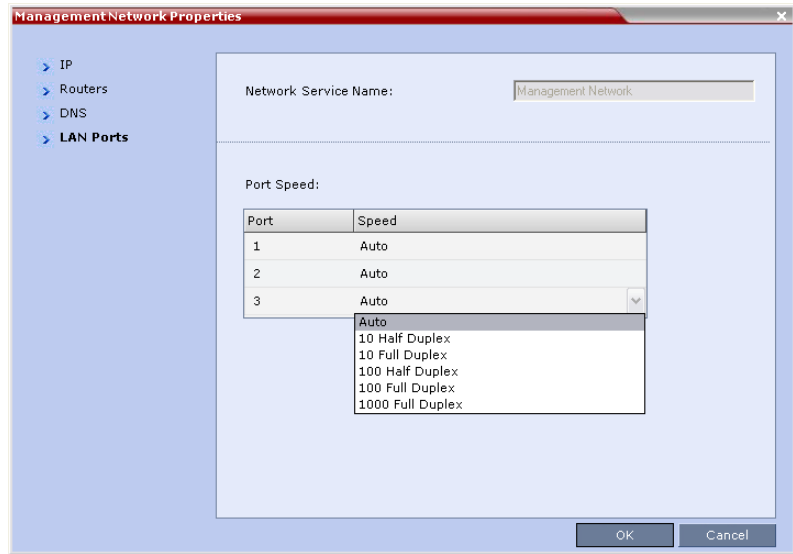 Management Network Properties
IP
Routers
DNS
LAN Ports
Network Service Name: Management Network
Port Speed:
Port Speed
1 Auto
2 Auto
3 Auto
Auto
10 Half Duplex
10 Full Duplex
100 Half Duplex
100 Full Duplex
1000 Full Duplex
OK Cancel